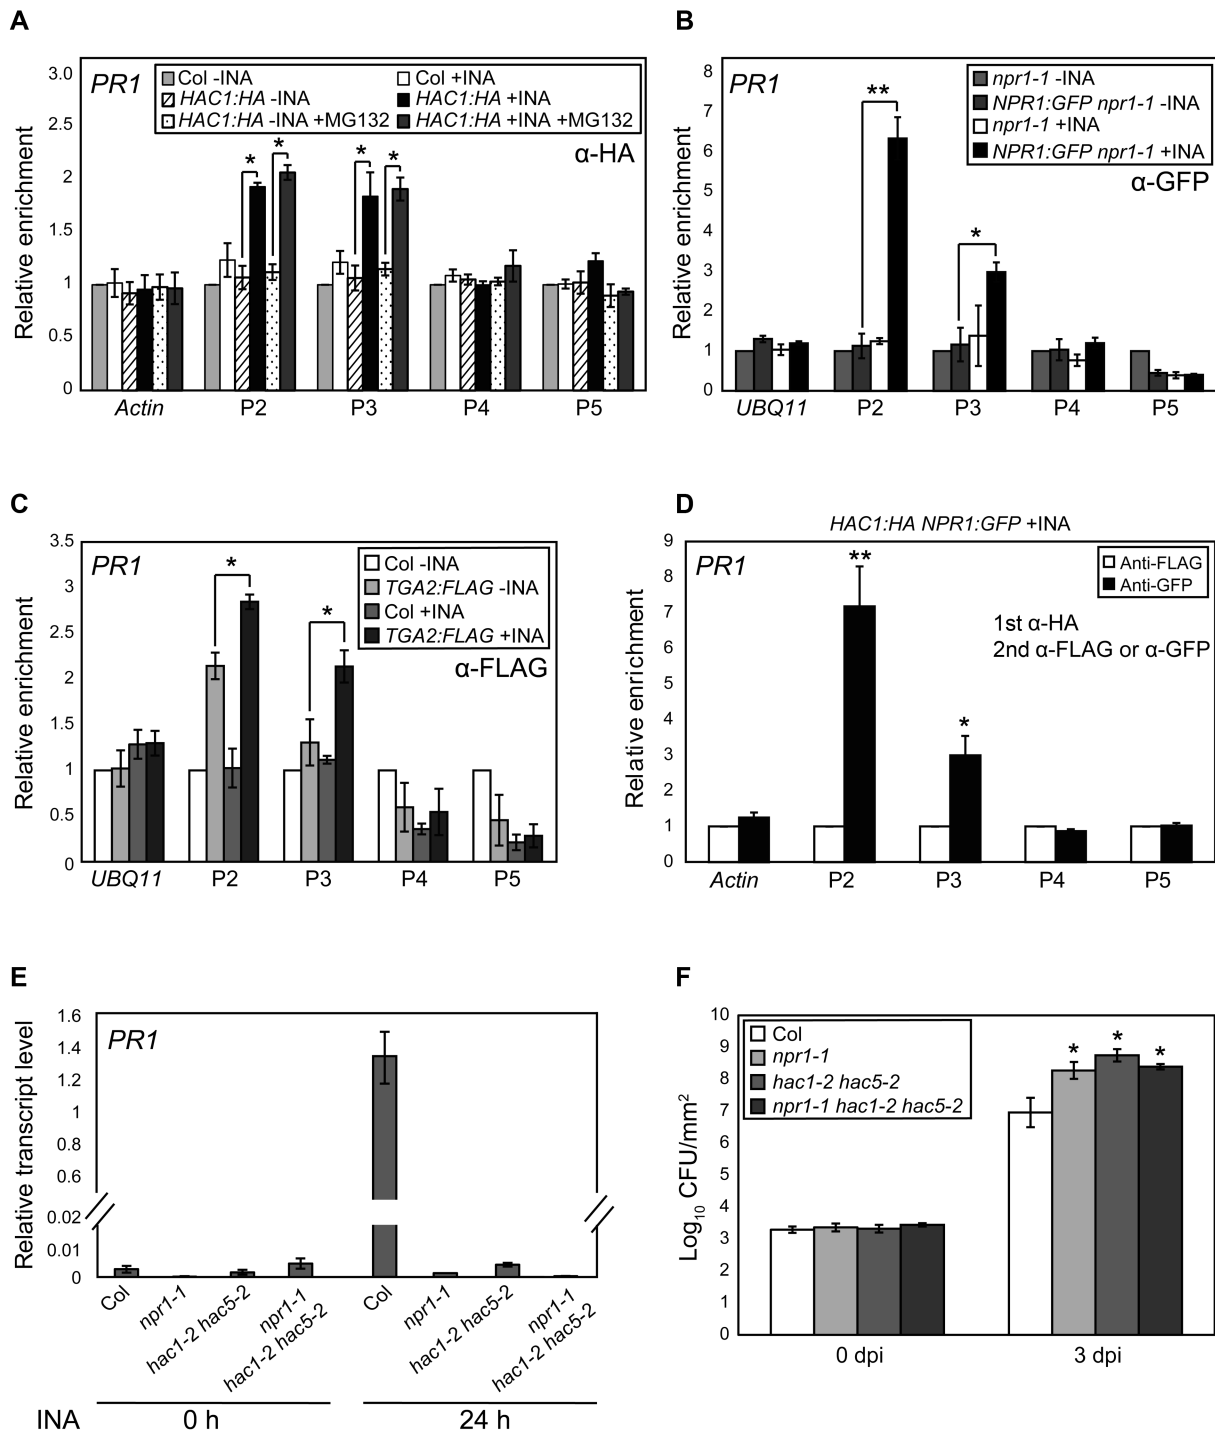 A
PR1
Col -INA
Col +INA
HAC1:HA -INA
HAC1:HA +INA
HAC1:HA -INA +MG132
HAC1:HA +INA +MG132
α-HA
Relative enrichment
3.0
2.5
2
1.5
1
0.5
0
* * * *
Actin P2 P3 P4 P5
B
PR1
npr1-1 -INA
NPR1:GFP npr1-1 -INA
npr1-1 +INA
NPR1:GFP npr1-1 +INA
α-GFP
Relative enrichment
8
7
6
5
4
3
2
1
0
** *
UBQ11 P2 P3 P4 P5
C
PR1
Col -INA
TGA2:FLAG -INA
Col +INA
TGA2:FLAG +INA
α-FLAG
Relative enrichment
3.5
3
2.5
2
1.5
1
0.5
0
* *
UBQ11 P2 P3 P4 P5
D
HAC1:HA NPR1:GFP +INA
PR1
Anti-FLAG
Anti-GFP
1st α-HA
2nd α-FLAG or α-GFP
Relative enrichment
9
8
7
6
5
4
3
2
1
0
** *
Actin P2 P3 P4 P5
E
PR1
Relative transcript level
1.6
1.4
1.2
1
0.8
0.6
0.02
0.01
0
Col
npr1-1
hac1-2 hac5-2
npr1-1
hac1-2 hac5-2
Col
npr1-1
hac1-2 hac5-2
npr1-1
hac1-2 hac5-2
INA 0 h 24 h
F
Col
npr1-1
hac1-2 hac5-2
npr1-1 hac1-2 hac5-2
Log10 CFU/mm2
10
9
8
7
6
5
4
3
2
1
0
* * *
0 dpi 3 dpi